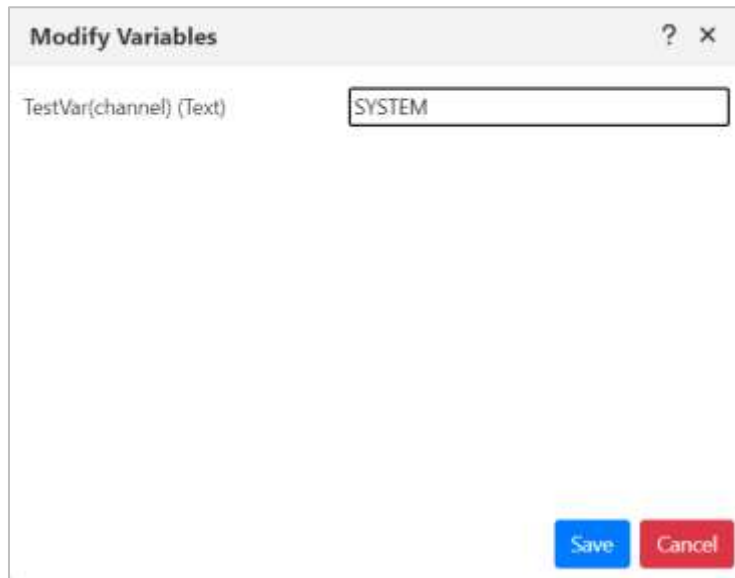 Modify Variables ? ×
TestVar(channel) (Text) SYSTEM
Save Cancel